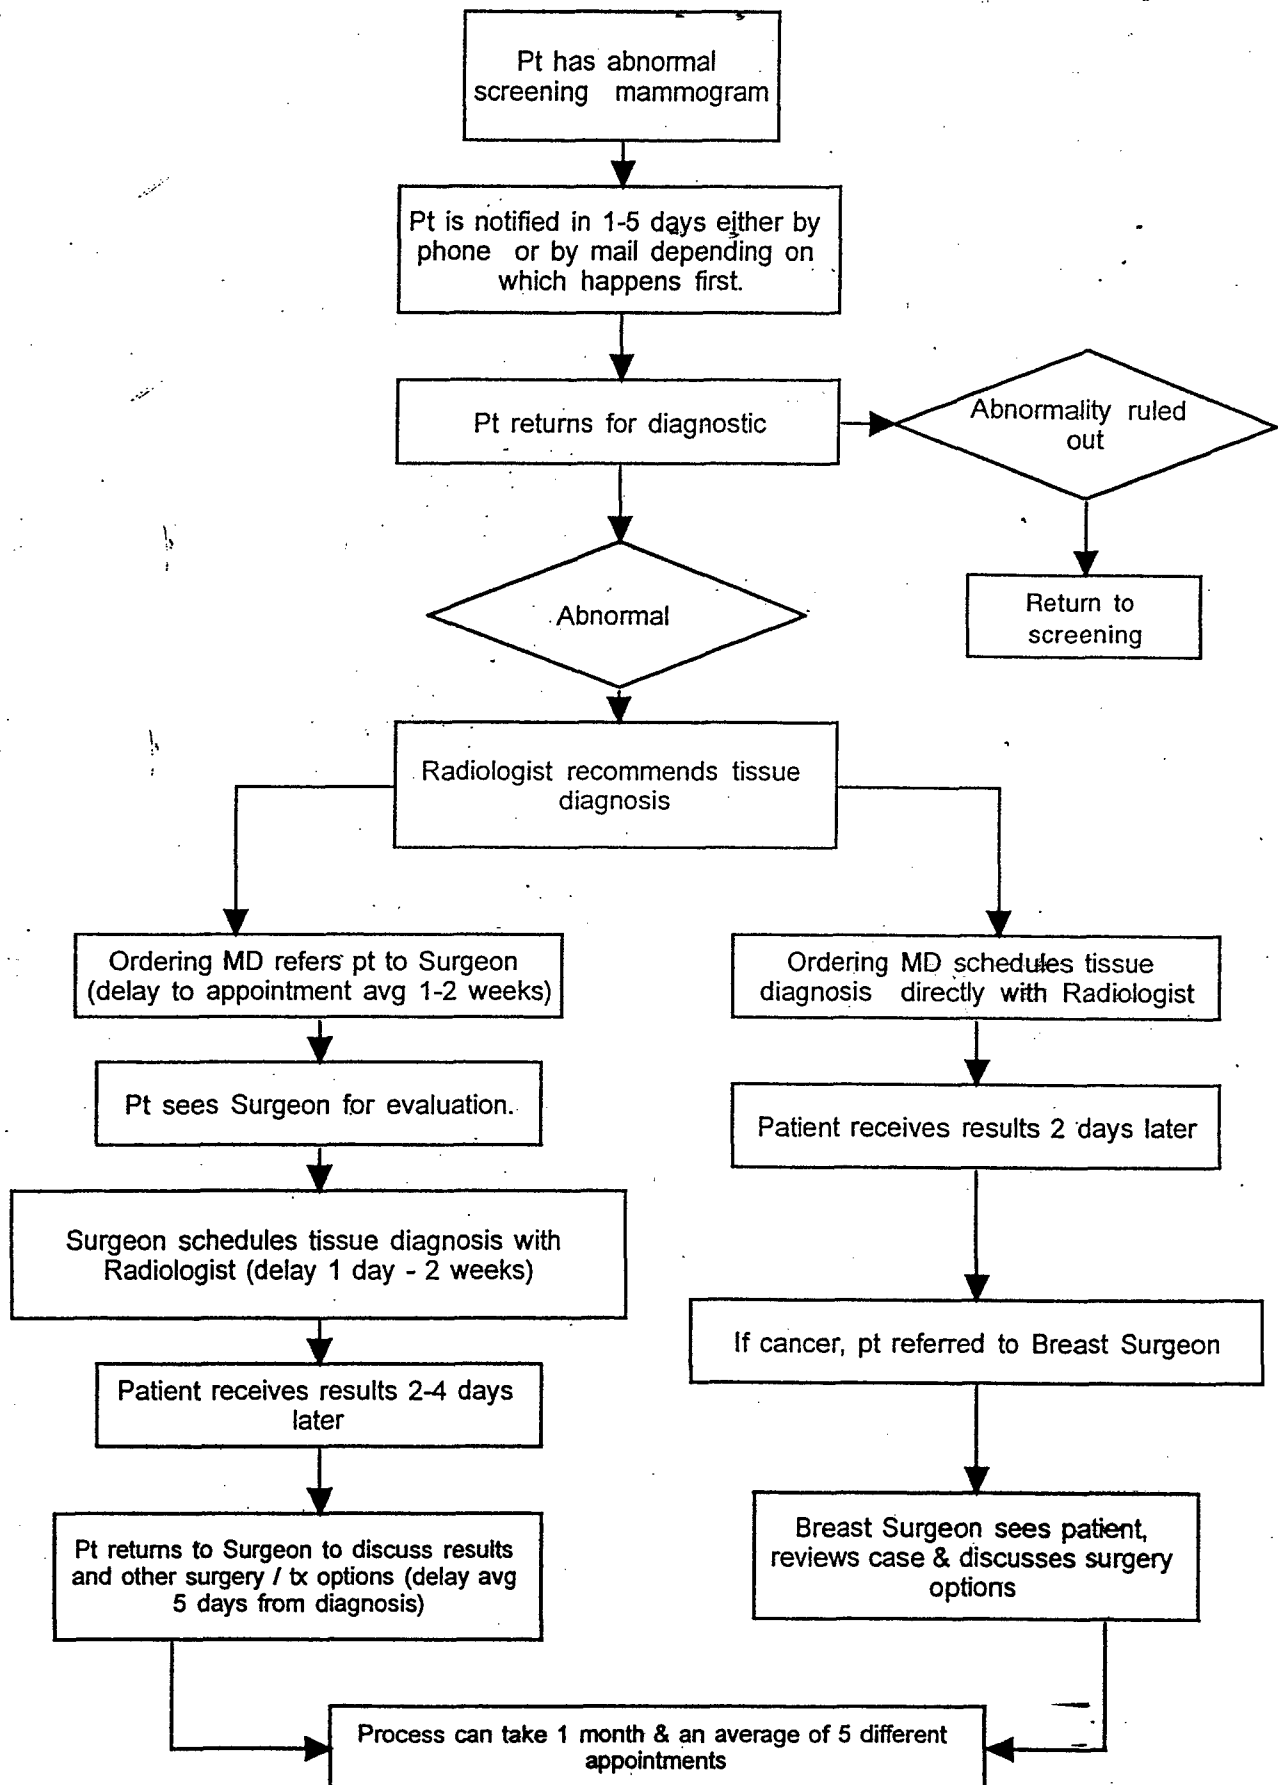 Pt has abnormal
screening mammogram
Pt is notified in 1-5 days either by
phone or by mail depending on
which happens first.
Pt returns for diagnostic
Abnormality ruled
out
Abnormal
Return to
screening
Radiologist recommends tissue
diagnosis
Ordering MD refers pt to Surgeon
(delay to appointment avg 1-2 weeks)
Ordering MD schedules tissue
diagnosis directly with Radiologist
Pt sees Surgeon for evaluation.
Patient receives results 2 days later
Surgeon schedules tissue diagnosis with
Radiologist (delay 1 day - 2 weeks)
If cancer, pt referred to Breast Surgeon
Patient receives results 2-4 days
later
Pt returns to Surgeon to discuss results
and other surgery / tx options (delay avg
5 days from diagnosis)
Breast Surgeon sees patient,
reviews case & discusses surgery
options
Process can take 1 month & an average of 5 different
appointments